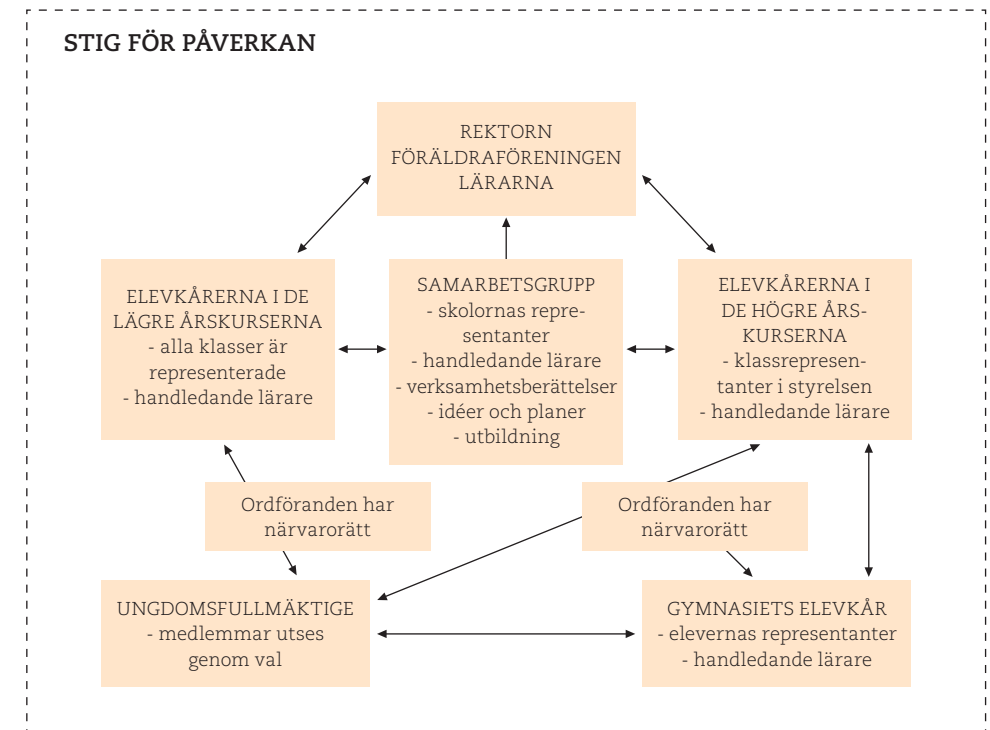 STIG FÖR PÅVERKAN
REKTORN
FÖRÄLDRAFÖRENINGEN
LÄRARNA
ELEVKÅRERNA I DE
LÄGRE ÅRSKURSERNA
- alla klasser är
representerade
- handledande lärare
SAMARBETSGRUPP
- skolornas repre-
sentanter
- handledande lärare
- verksamhetsberättelser
- idéer och planer
- utbildning
ELEVKÅRERNA I
DE HÖGRE ÅRS-
KURSERNA
- klassrepresen-
tanter i styrelsen
- handledande lärare
Ordföranden har
närvarorätt
Ordföranden har
närvarorätt
UNGDOMSFULLMÄKTIGE
- medlemmar utses
genom val
GYMNASIETS ELEVKÅR
- elevernas representanter
- handledande lärare